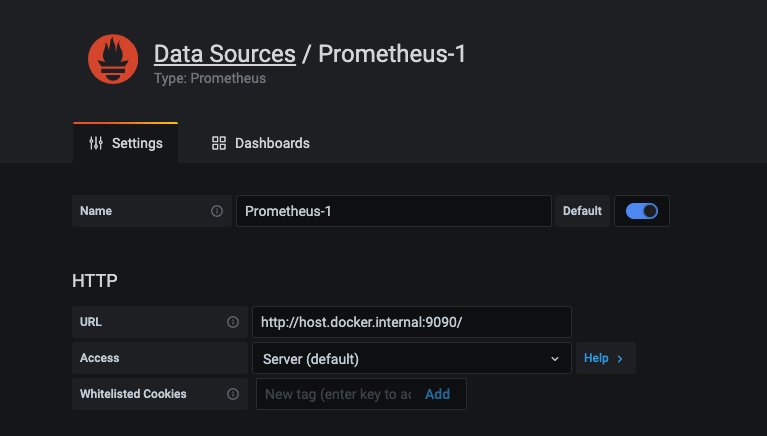 Data Sources / Prometheus-1
Type: Prometheus
Settings
Dashboards
Name
Prometheus-1
Default
HTTP
URL
http://host.docker.internal:9090/
Access
Server (default)
Help
Whitelisted Cookies
New tag (enter key to
Add